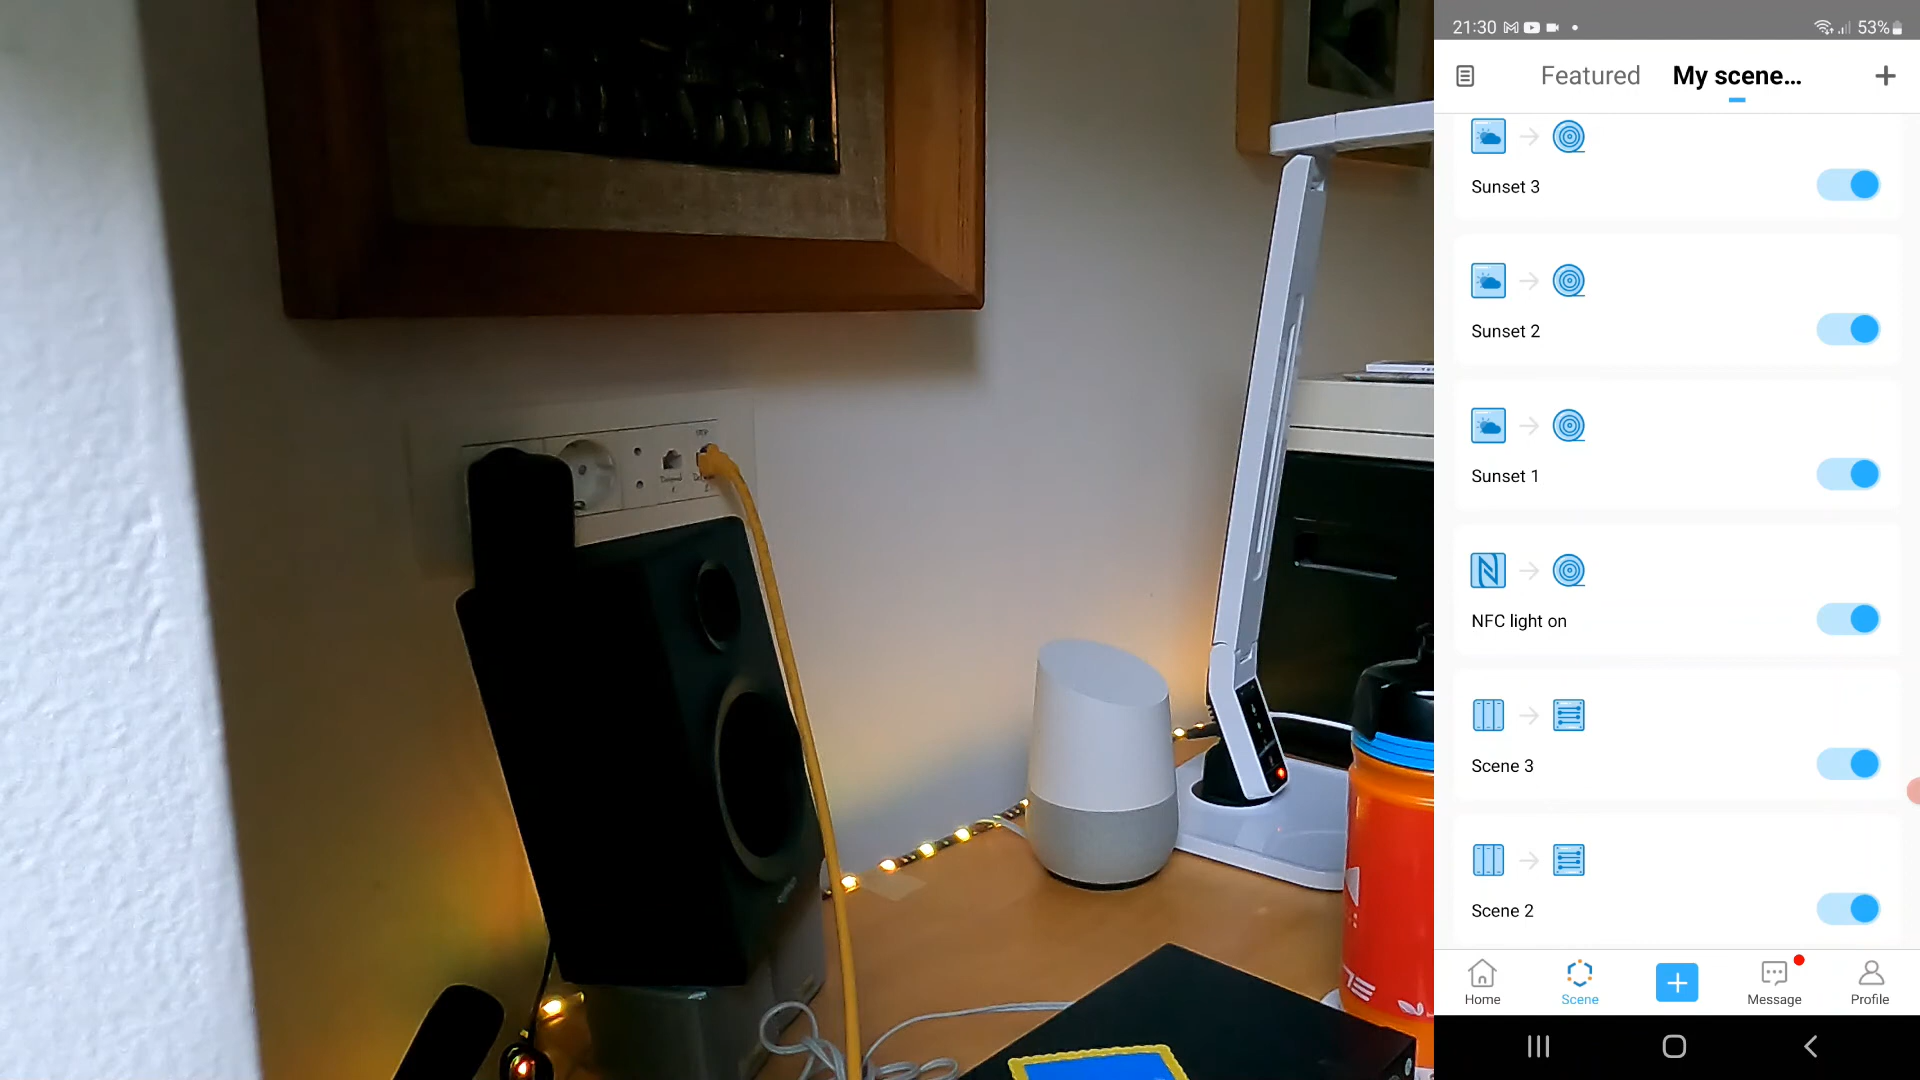 21:30
53%
Featured
My scene...
Sunset 3
Sunset 2
Sunset 1
NFC light on
Scene 3
Scene 2
Home
Scene
Message
Profile